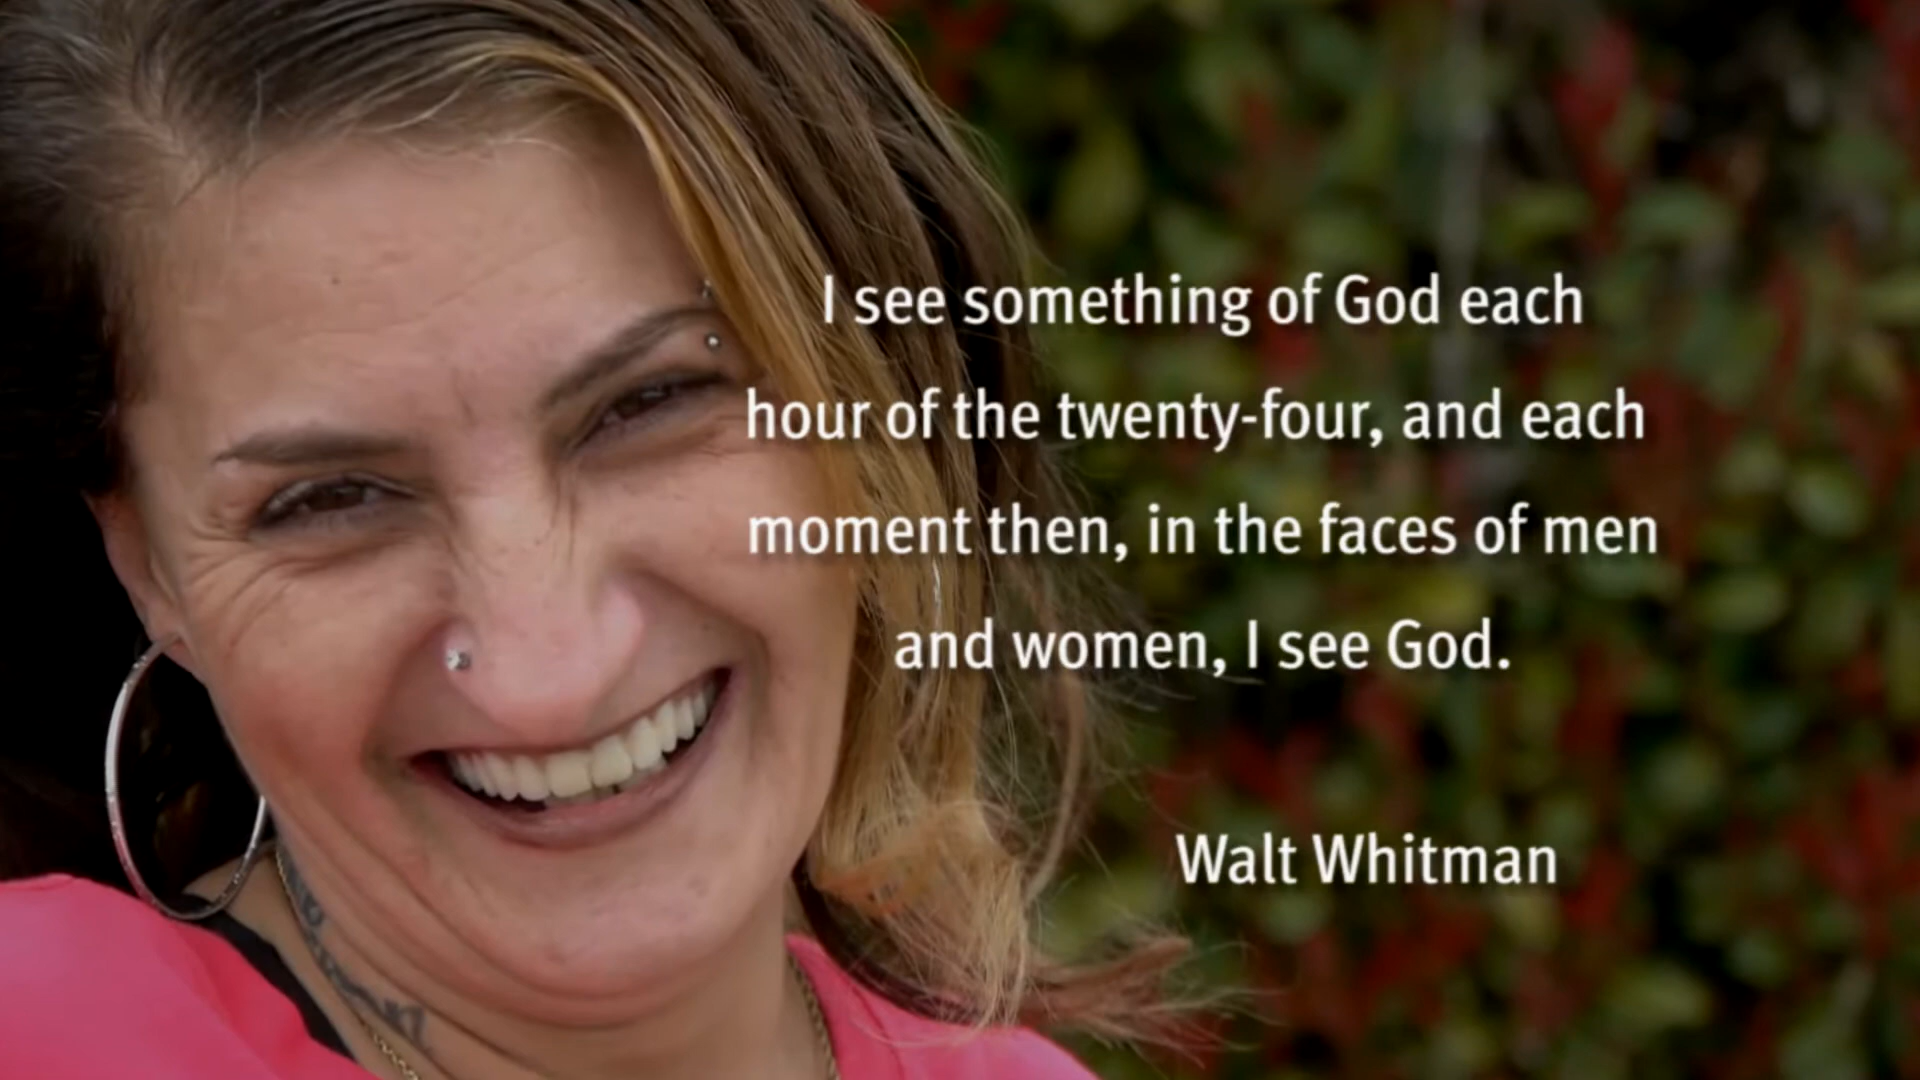 I see something of God each
hour of the twenty-four, and each
moment then, in the faces of men
and women, I see God.
Walt Whitman